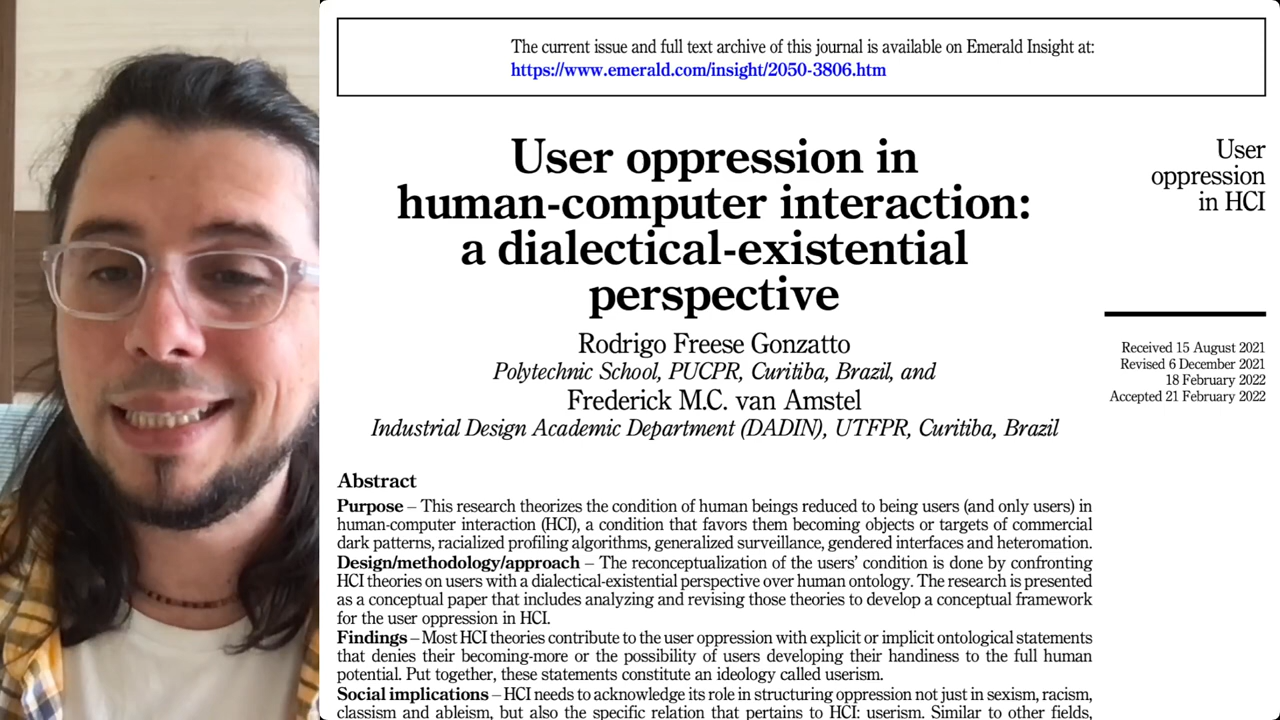 The current issue and full text archive of this journal is available on Emerald Insight at:
https://www.emerald.com/insight/2050-3806.htm
User oppression in
human-computer interaction:
a dialectical-existential
perspective
Rodrigo Freese Gonzatto
Polytechnic School, PUCPR, Curitiba, Brazil, and
Frederick M.C. van Amstel
Industrial Design Academic Department (DADIN), UTFPR, Curitiba, Brazil
User
oppression
in HCI
Received 15 August 2021
Revised 6 December 2021
18 February 2022
Accepted 21 February 2022
Abstract
Purpose – This research theorizes the condition of human beings reduced to being users (and only users) in
human-computer interaction (HCI), a condition that favors them becoming objects or targets of commercial
dark patterns, racialized profiling algorithms, generalized surveillance, gendered interfaces and heteromation.
Design/methodology/approach – The reconceptualization of the users' condition is done by confronting
HCI theories on users with a dialectical-existential perspective over human ontology. The research is presented
as a conceptual paper that includes analyzing and revising those theories to develop a conceptual framework
for the user oppression in HCI.
Findings – Most HCI theories contribute to the user oppression with explicit or implicit ontological statements
that denies their becoming-more or the possibility of users developing their handiness to the full human
potential. Put together, these statements constitute an ideology called userism.
Social implications – HCI needs to acknowledge its role in structuring oppression not just in sexism, racism,
classism and ableism, but also the specific relation that pertains to HCI: userism. Similar to other fields,